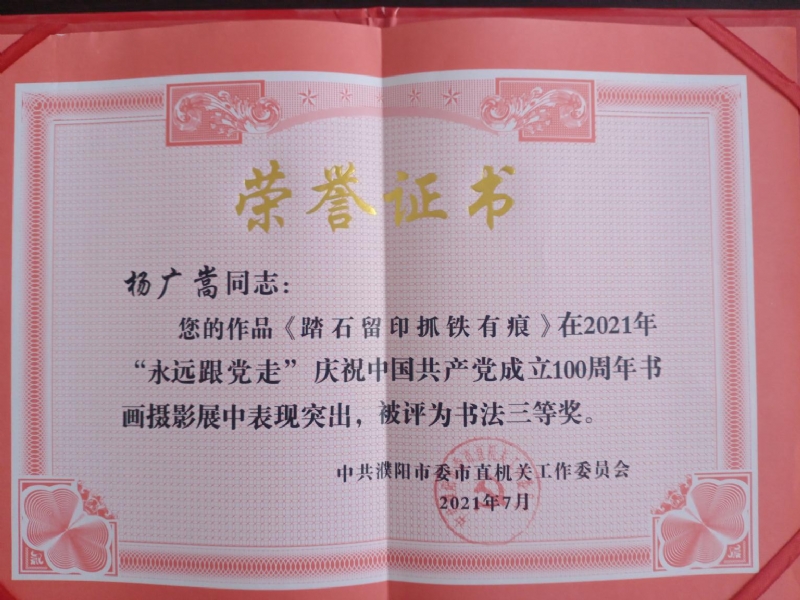 荣誉证书
杨广嵩同志：
您的作品《踏石留印抓铁有痕》在2021年
“永远跟党走”庆祝中国共产党成立100周年书
画摄影展中表现突出，被评为书法三等奖。
中共濮阳市委市直机关工作委员会
2021年7月